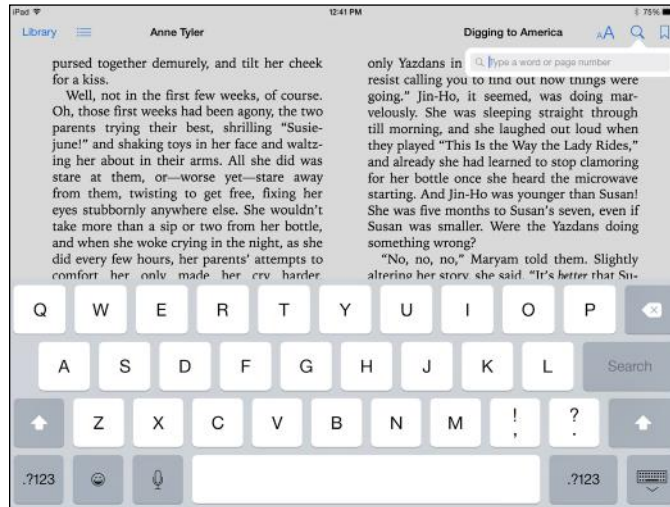 iPad 12:41 PM 75%
Library Anne Tyler Digging to America AA
Type a word or page number
pursed together demurely, and tilt her cheek
for a kiss.
Well, not in the first few weeks, of course.
Oh, those first weeks had been agony, the two
parents trying their best, shrilling “Susie-
june!” and shaking toys in her face and waltz-
ing her about in their arms. All she did was
stare at them, or—worse yet—stare away
from them, twisting to get free, fixing her
eyes stubbornly anywhere else. She wouldn’t
take more than a sip or two from her bottle,
and when she woke crying in the night, as she
did every few hours, her parents’ attempts to
comfort her only made her cry harder.
only Yazdans in
resist calling you to find out how things were
going.” Jin-Ho, it seemed, was doing mar-
velously. She was sleeping straight through
till morning, and she laughed out loud when
they played “This Is the Way the Lady Rides,”
and already she had learned to stop clamoring
for her bottle once she heard the microwave
starting. And Jin-Ho was younger than Susan!
She was five months to Susan’s seven, even if
Susan was smaller. Were the Yazdans doing
something wrong?
“No, no, no,” Maryam told them. Slightly
altering her story, she said, “It’s better that Su-
Q W E R T Y U I O P
A S D F G H J K L Search
Z X C V B N M ! , ? .
.?123 .?123